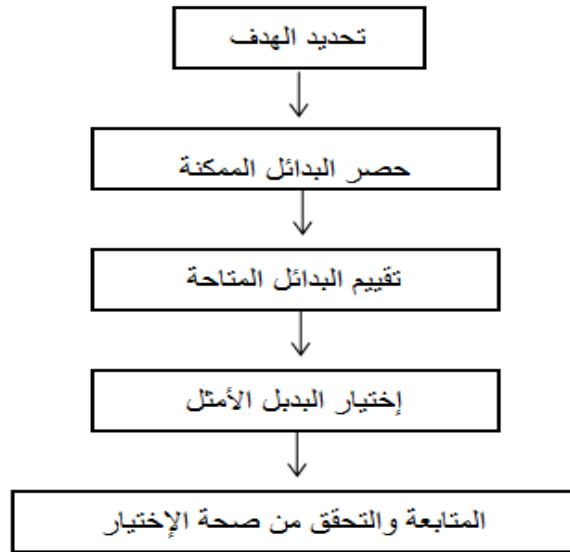 تحديد الهدف
حصر البدائل الممكنة
تقييم البدائل المتاحة
إختيار البدبل الأمثل
المتابعة والتحقق من صحة الإختيار